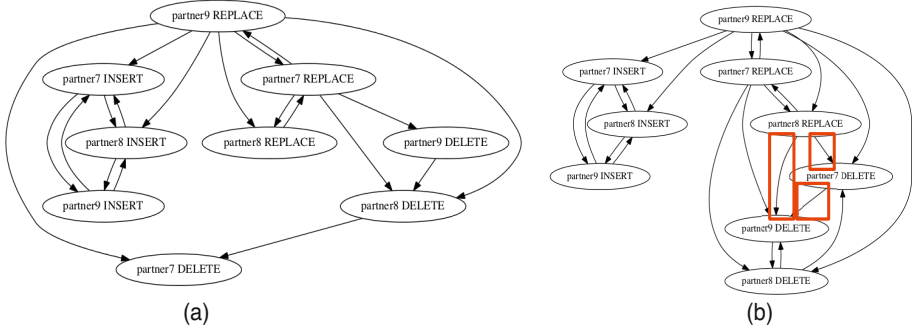 partner9 REPLACE
partner7 INSERT
partner7 REPLACE
partner8 INSERT
partner8 REPLACE
partner9 DELETE
partner9 INSERT
partner8 DELETE
partner7 DELETE
(a)
partner9 REPLACE
partner7 INSERT
partner7 REPLACE
partner8 INSERT
partner8 REPLACE
partner9 INSERT
partner7 DELETE
partner9 DELETE
partner8 DELETE
(b)